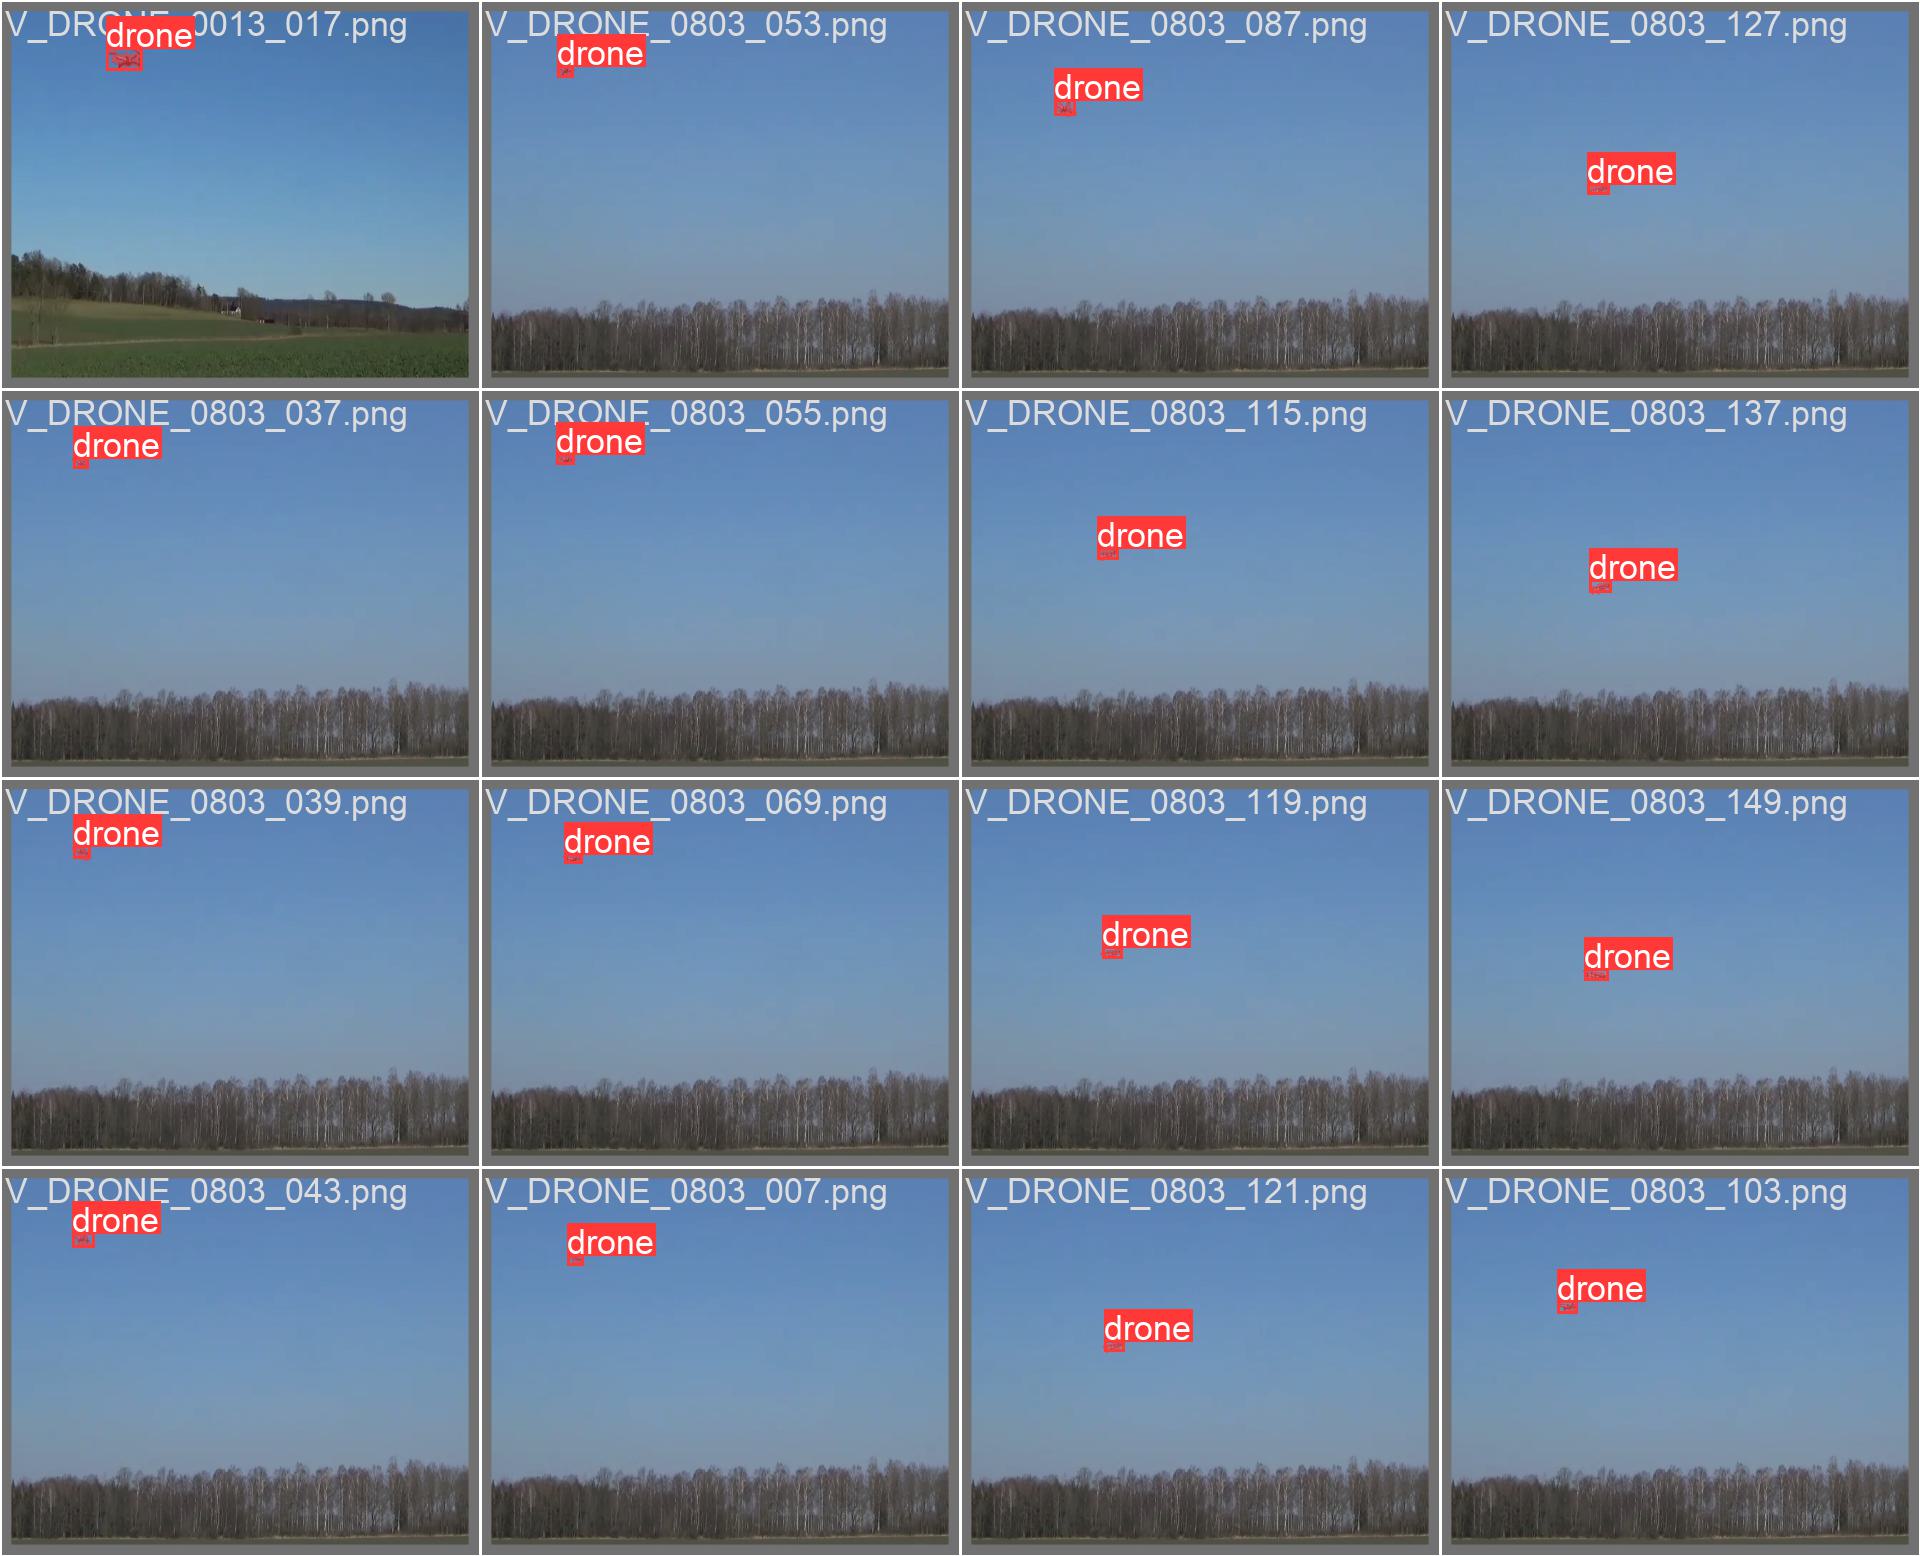 V_DRONE_0013_017.png
drone
V_DRONE_0803_053.png
drone
V_DRONE_0803_087.png
drone
V_DRONE_0803_127.png
drone
V_DRONE_0803_037.png
drone
V_DRONE_0803_055.png
drone
V_DRONE_0803_115.png
drone
V_DRONE_0803_137.png
drone
V_DRONE_0803_039.png
drone
V_DRONE_0803_069.png
drone
V_DRONE_0803_119.png
drone
V_DRONE_0803_149.png
drone
V_DRONE_0803_043.png
drone
V_DRONE_0803_007.png
drone
V_DRONE_0803_121.png
drone
V_DRONE_0803_103.png
drone